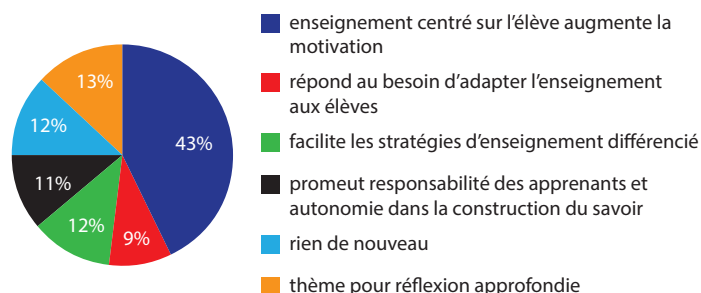 enseignement centré sur l'élève augmente la
motivation
répond au besoin d'adapter l'enseignement
aux élèves
facilite les stratégies d'enseignement différencié
promeut responsabilité des apprenants et
autonomie dans la construction du savoir
rien de nouveau
thème pour réflexion approfondie
13%
12%
43%
11%
12%
9%